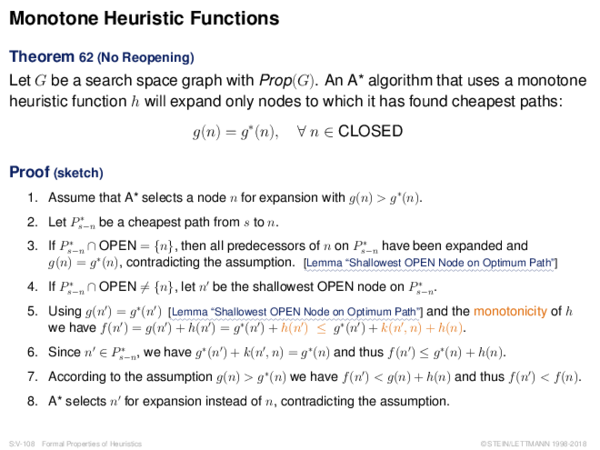 Monotone Heuristic Functions
Theorem 62 (No Reopening)
Let G be a search space graph with Prop(G). An A* algorithm that uses a monotone
heuristic function h will expand only nodes to which it has found cheapest paths:
g(n) = g*(n), ∀ n ∈ CLOSED
Proof (sketch)
1. Assume that A* selects a node n for expansion with g(n) > g*(n).
2. Let P*s−n be a cheapest path from s to n.
3. If P*s−n ∩ OPEN = {n}, then all predecessors of n on P*s−n have been expanded and
g(n) = g*(n), contradicting the assumption. [Lemma “Shallowest OPEN Node on Optimum Path”]
4. If P*s−n ∩ OPEN ≠ {n}, let n′ be the shallowest OPEN node on P*s−n.
5. Using g(n′) = g*(n′) [Lemma “Shallowest OPEN Node on Optimum Path”] and the monotonicity of h
we have f(n′) = g(n′) + h(n′) = g*(n′) + h(n′) ≤ g*(n′) + k(n′, n) + h(n).
6. Since n′ ∈ P*s−n, we have g*(n′) + k(n′, n) = g*(n) and thus f(n′) ≤ g*(n) + h(n).
7. According to the assumption g(n) > g*(n) we have f(n′) < g(n) + h(n) and thus f(n′) < f(n).
8. A* selects n′ for expansion instead of n, contradicting the assumption.
S:V-108 Formal Properties of Heuristics
©STEIN/LETTMANN 1998-2018